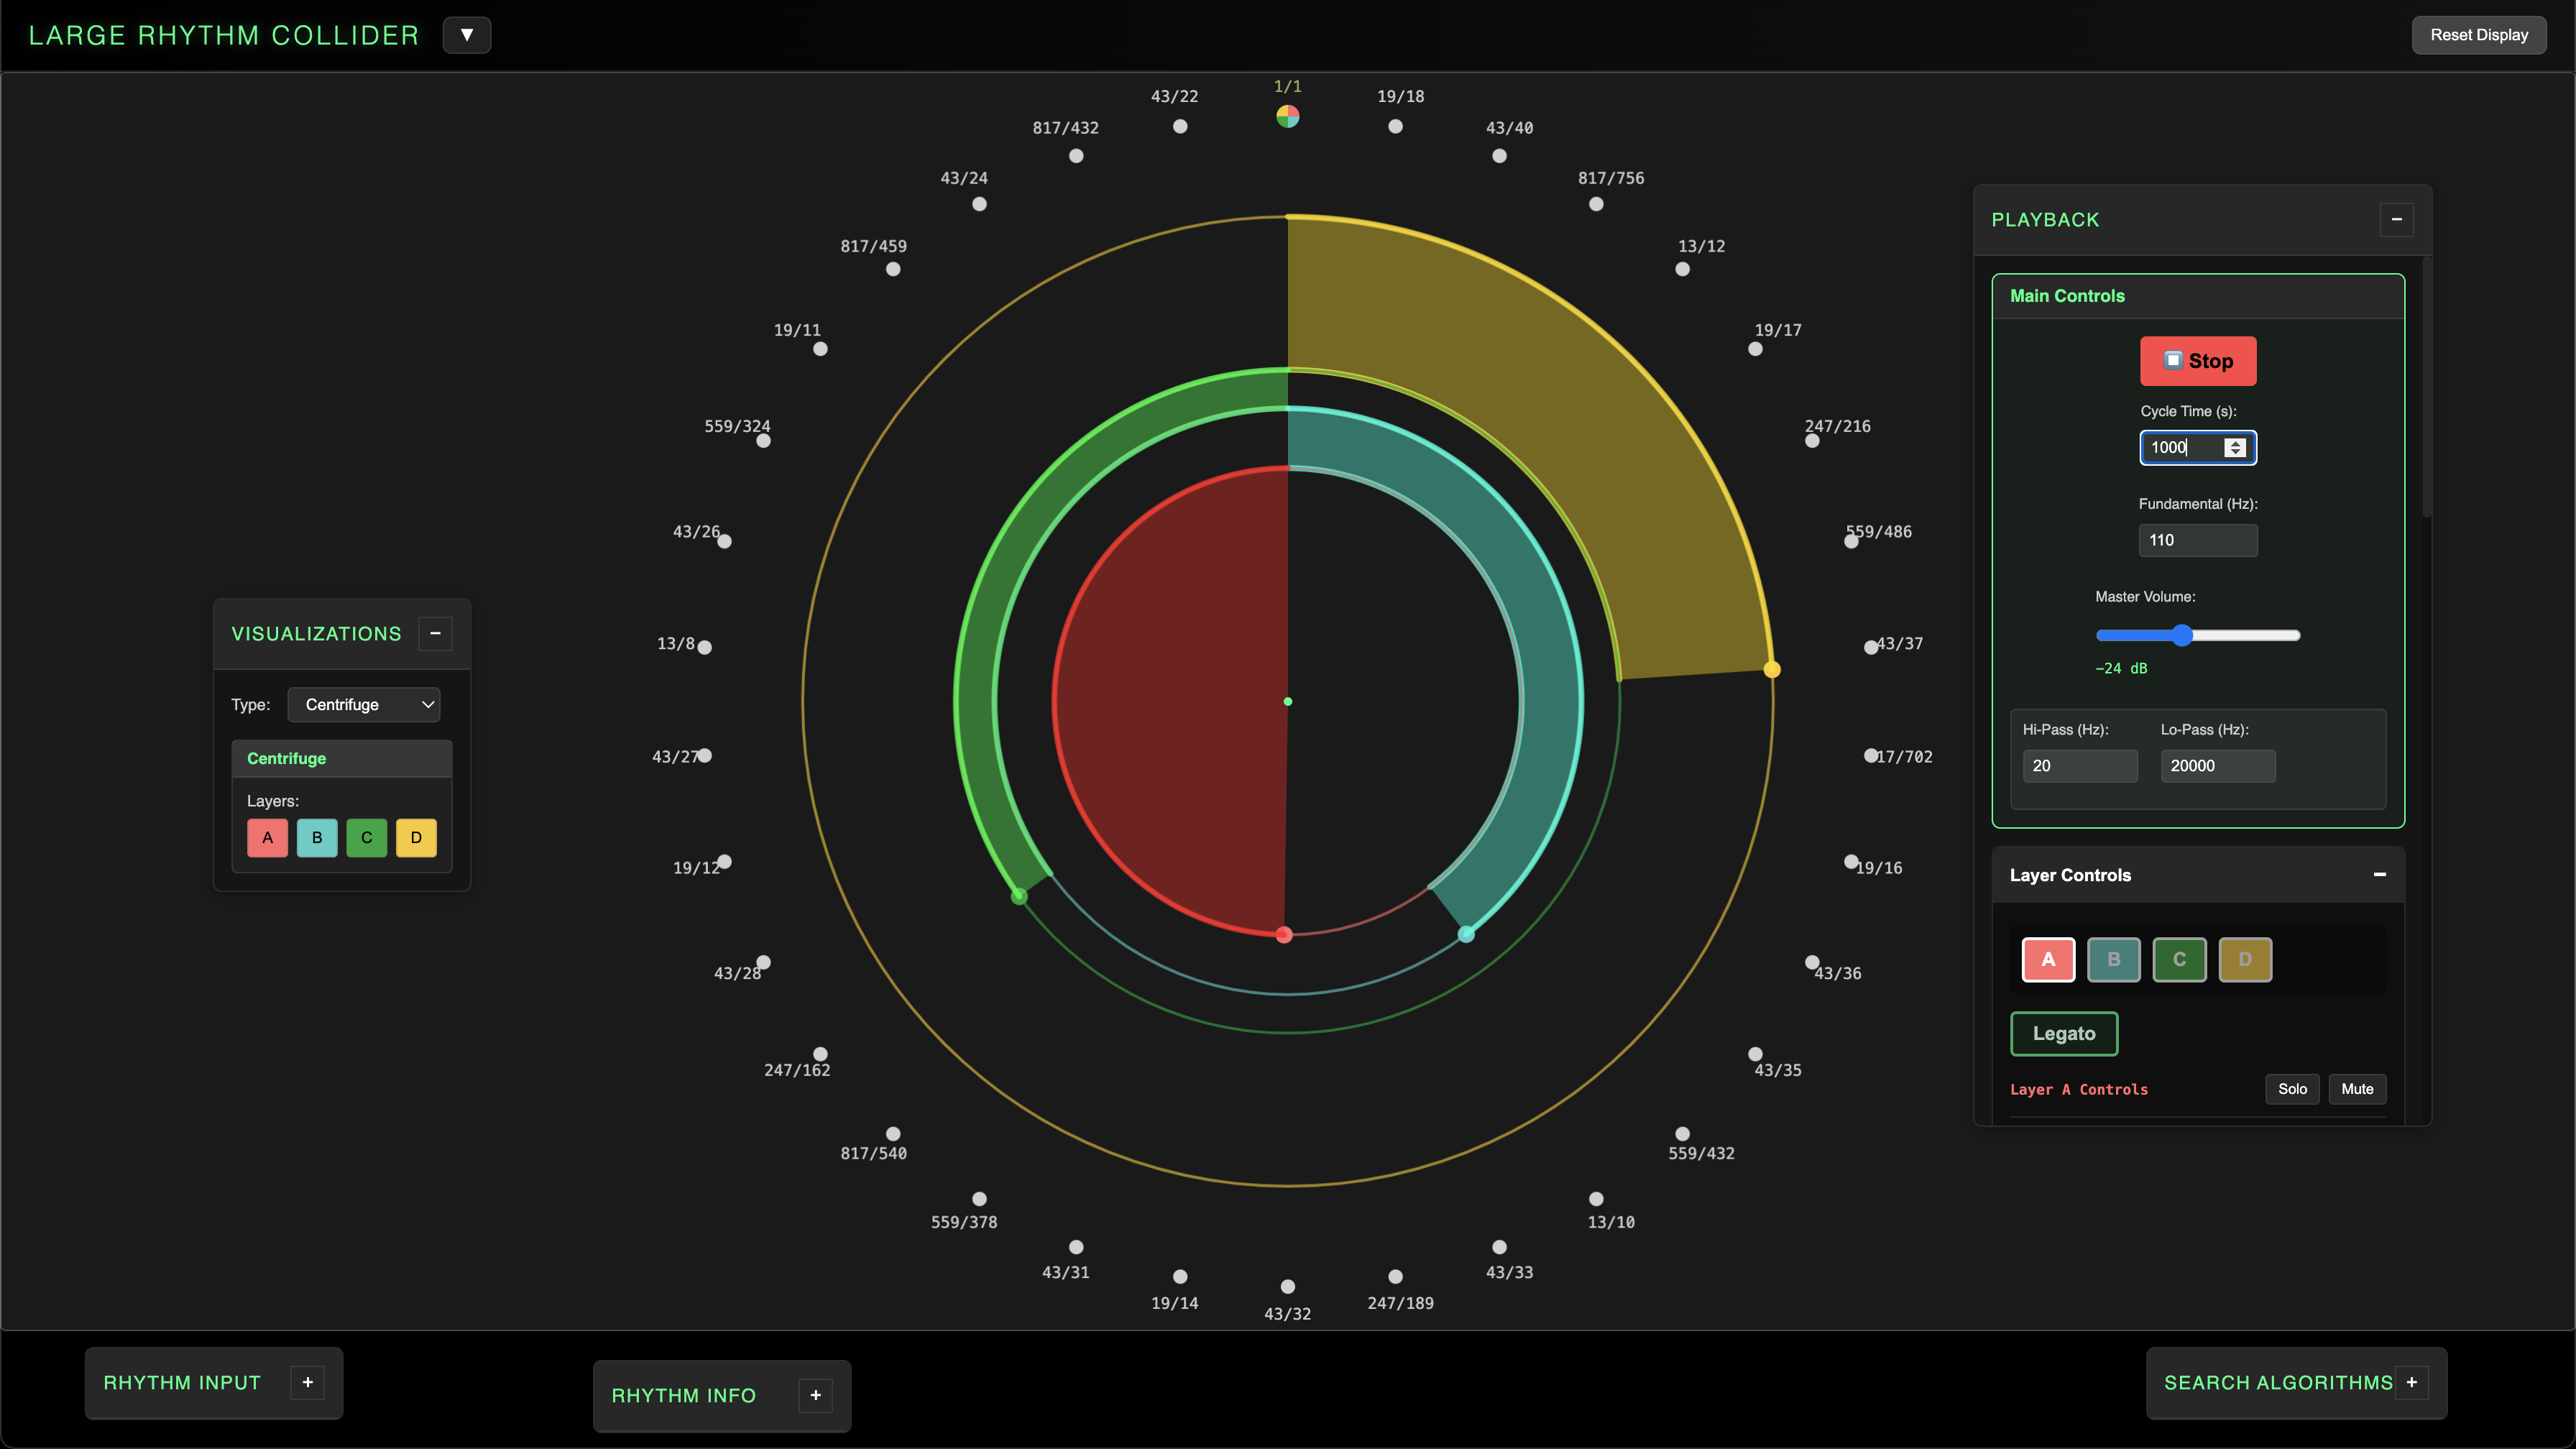 LARGE RHYTHM COLLIDER ▼
Reset Display
1/1
43/22
19/18
817/432
43/40
43/24
817/756
817/459
13/12
19/11
19/17
559/324
247/216
43/26
559/486
13/8
43/37
43/27
17/702
19/12
19/16
43/28
43/36
247/162
43/35
817/540
559/432
559/378
13/10
43/31
43/33
19/14
247/189
43/32
VISUALIZATIONS −
Type: Centrifuge
Centrifuge
Layers:
A B C D
PLAYBACK −
Main Controls
Stop
Cycle Time (s):
1000
Fundamental (Hz):
110
Master Volume:
−24 dB
Hi-Pass (Hz): Lo-Pass (Hz):
20 20000
Layer Controls −
A B C D
Legato
Layer A Controls Solo Mute
RHYTHM INPUT +
RHYTHM INFO +
SEARCH ALGORITHMS +